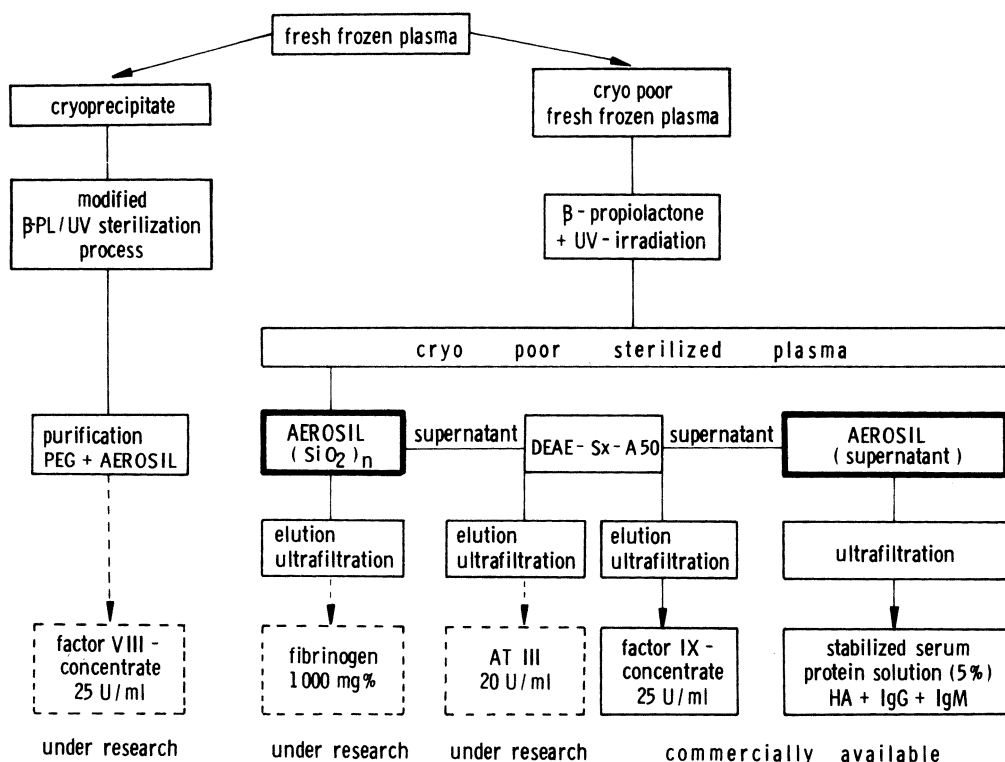 fresh frozen plasma
cryoprecipitate
cryo poor
fresh frozen plasma
modified
β-PL/UV sterilization
process
β-propiolactone
+ UV-irradiation
cryo poor sterilized plasma
purification
PEG + AEROSIL
AEROSIL
(SiO2)n
supernatant
DEAE-Sx-A50
supernatant
AEROSIL
(supernatant)
elution
ultrafiltration
elution
ultrafiltration
elution
ultrafiltration
ultrafiltration
factor VIII-
concentrate
25 U/ml
fibrinogen
1000 mg%
AT III
20 U/ml
factor IX-
concentrate
25 U/ml
stabilized serum
protein solution (5%)
HA + IgG + IgM
under research
under research
under research
commercially available